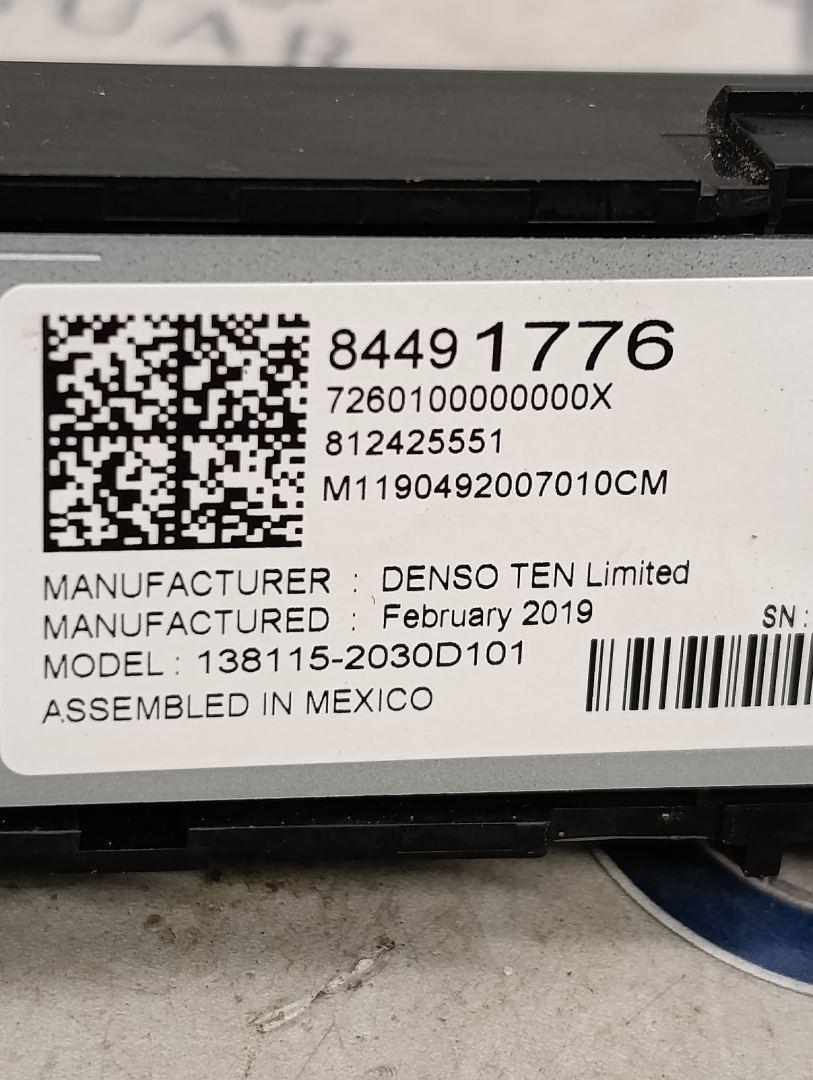 84491776
7260100000000X
812425551
M1190492007010CM
MANUFACTURER : DENSO TEN Limited
MANUFACTURED : February 2019
SN :
MODEL : 138115-2030D101
ASSEMBLED IN MEXICO